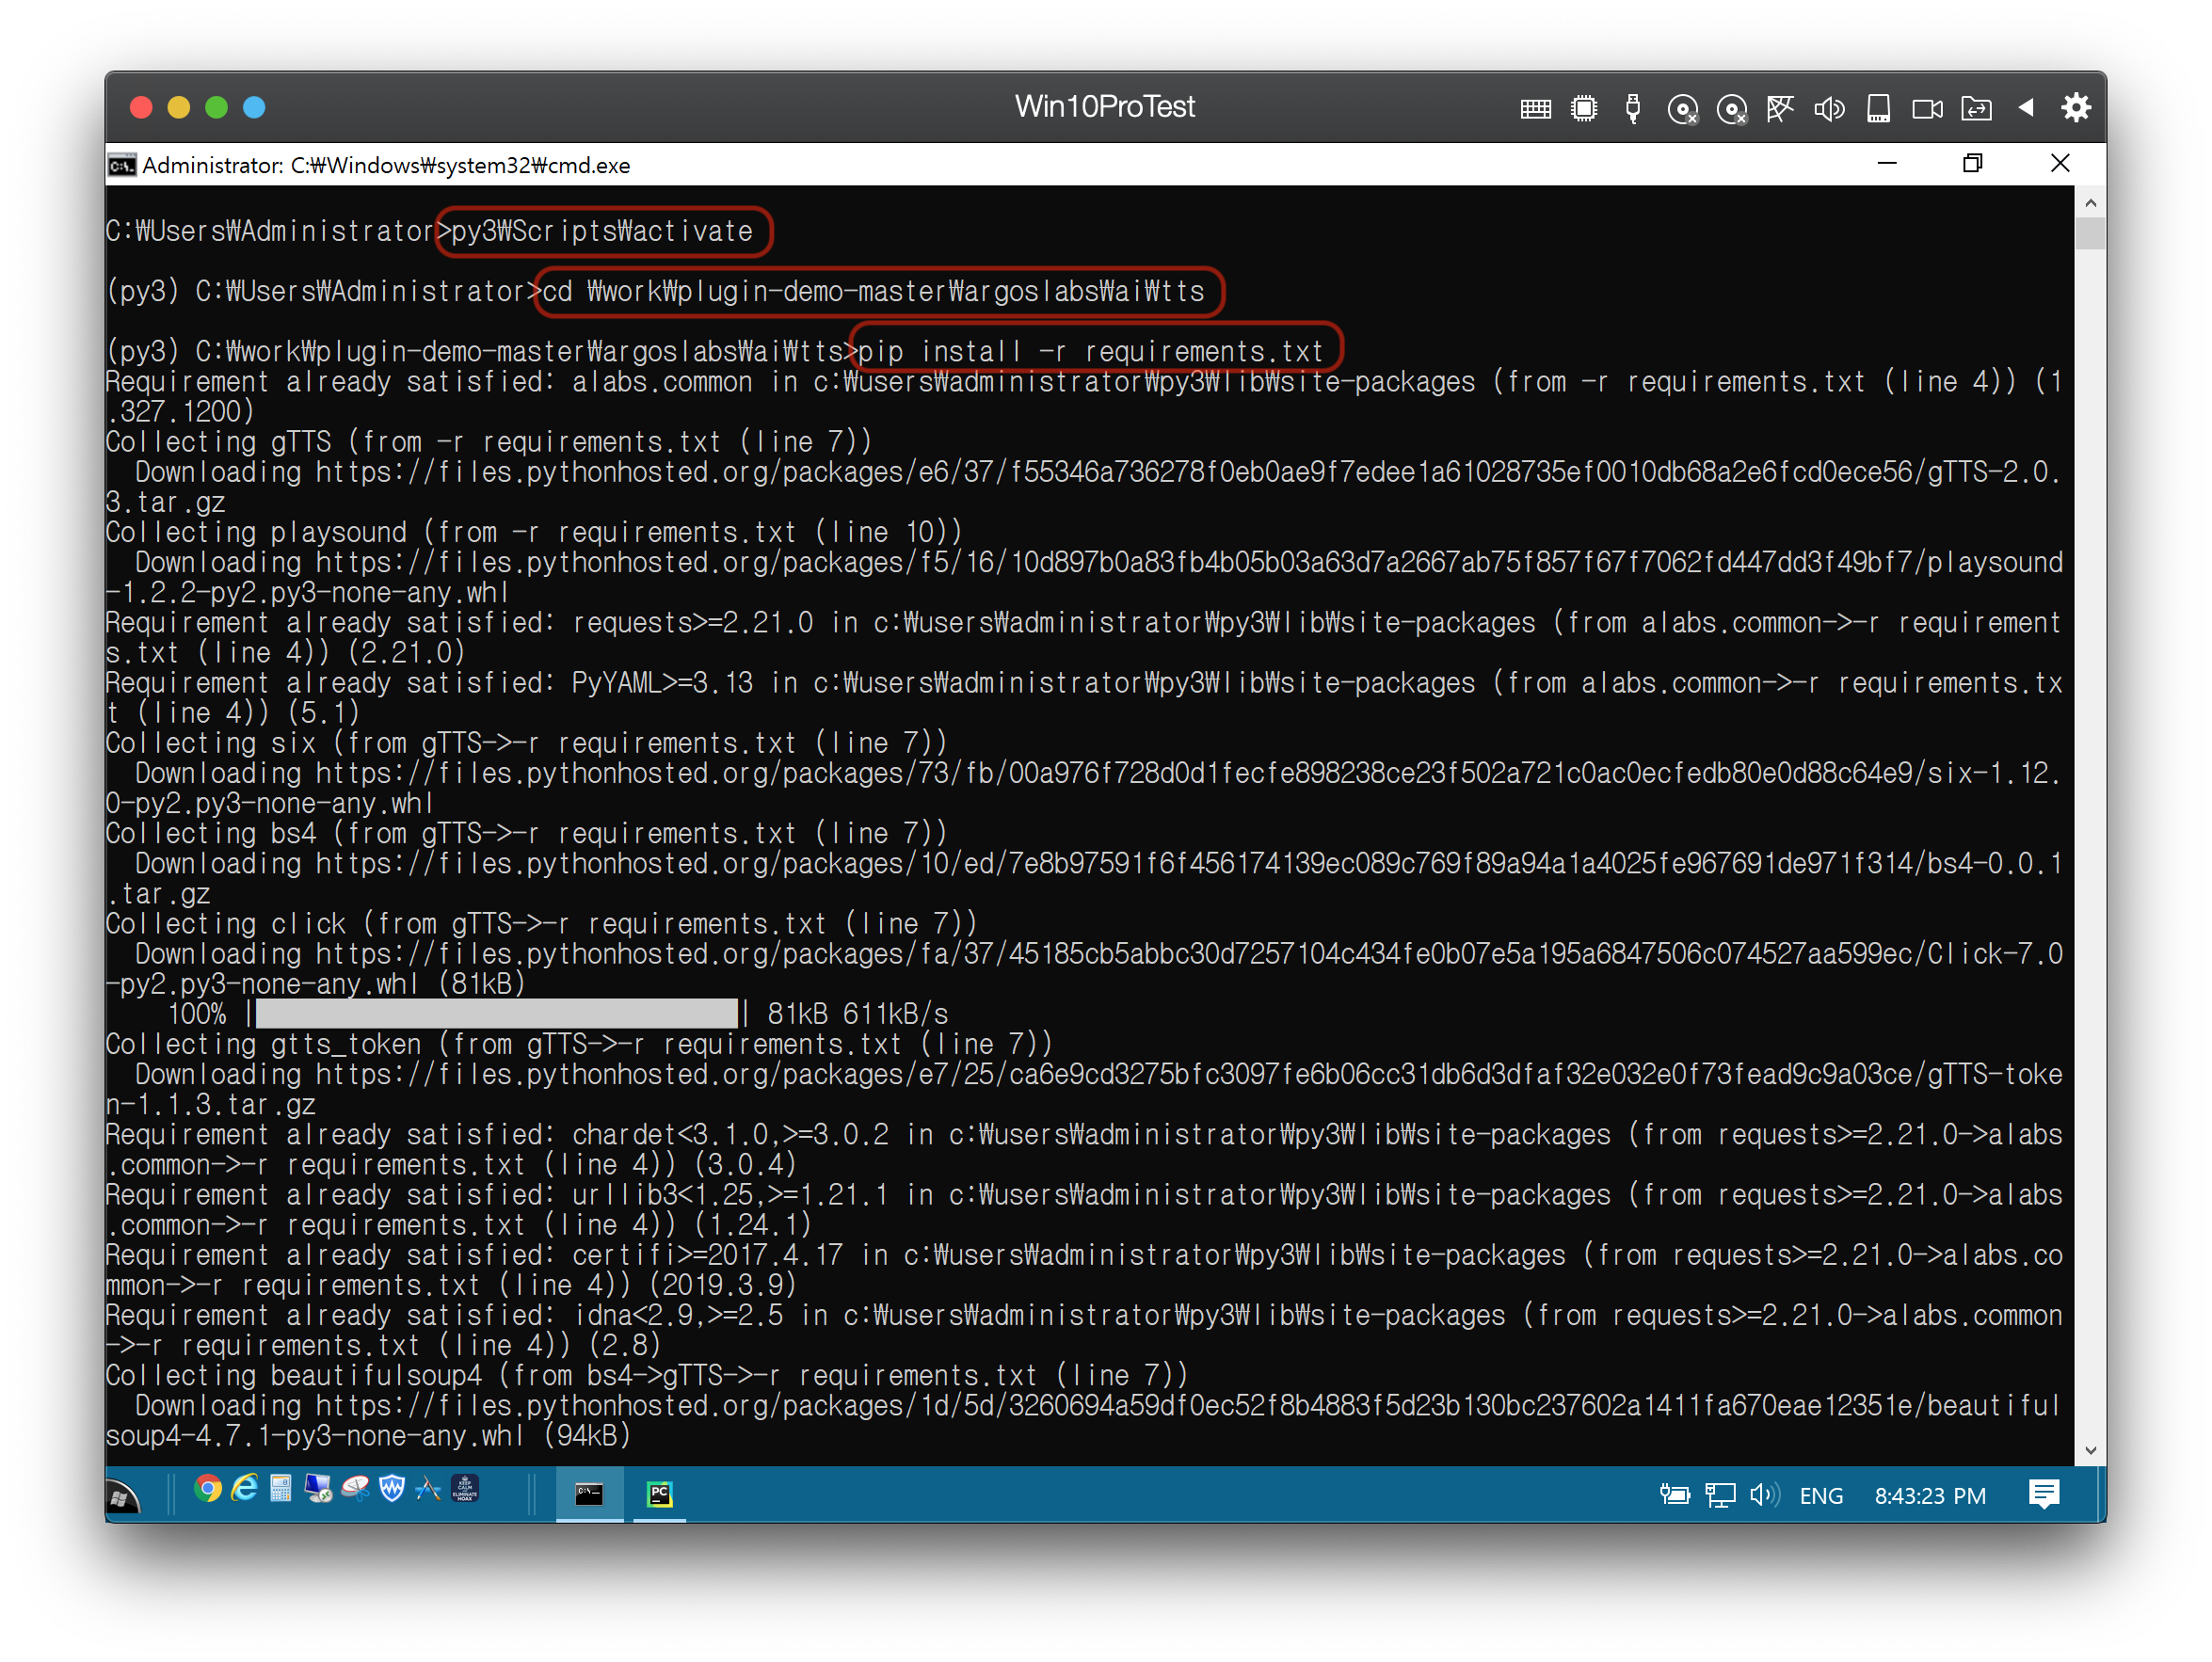 Win10ProTest
Administrator: C:₩Windows₩system32₩cmd.exe
C:₩Users₩Administrator>py3₩Scripts₩activate
(py3) C:₩Users₩Administrator>cd ₩work₩plugin-demo-master₩argoslabs₩ai₩tts
(py3) C:₩work₩plugin-demo-master₩argoslabs₩ai₩tts>pip install -r requirements.txt
Requirement already satisfied: alabs.common in c:₩users₩administrator₩py3₩lib₩site-packages (from -r requirements.txt (line 4)) (1
.327.1200)
Collecting gTTS (from -r requirements.txt (line 7))
  Downloading https://files.pythonhosted.org/packages/e6/37/f55346a736278f0eb0ae9f7edee1a61028735ef0010db68a2e6fcd0ece56/gTTS-2.0.
3.tar.gz
Collecting playsound (from -r requirements.txt (line 10))
  Downloading https://files.pythonhosted.org/packages/f5/16/10d897b0a83fb4b05b03a63d7a2667ab75f857f67f7062fd447dd3f49bf7/playsound
-1.2.2-py2.py3-none-any.whl
Requirement already satisfied: requests>=2.21.0 in c:₩users₩administrator₩py3₩lib₩site-packages (from alabs.common->-r requirement
s.txt (line 4)) (2.21.0)
Requirement already satisfied: PyYAML>=3.13 in c:₩users₩administrator₩py3₩lib₩site-packages (from alabs.common->-r requirements.tx
t (line 4)) (5.1)
Collecting six (from gTTS->-r requirements.txt (line 7))
  Downloading https://files.pythonhosted.org/packages/73/fb/00a976f728d0d1fecfe898238ce23f502a721c0ac0ecfedb80e0d88c64e9/six-1.12.
0-py2.py3-none-any.whl
Collecting bs4 (from gTTS->-r requirements.txt (line 7))
  Downloading https://files.pythonhosted.org/packages/10/ed/7e8b97591f6f456174139ec089c769f89a94a1a4025fe967691de971f314/bs4-0.0.1
.tar.gz
Collecting click (from gTTS->-r requirements.txt (line 7))
  Downloading https://files.pythonhosted.org/packages/fa/37/45185cb5abbc30d7257104c434fe0b07e5a195a6847506c074527aa599ec/Click-7.0
-py2.py3-none-any.whl (81kB)
    100% |                                | 81kB 611kB/s
Collecting gtts_token (from gTTS->-r requirements.txt (line 7))
  Downloading https://files.pythonhosted.org/packages/e7/25/ca6e9cd3275bfc3097fe6b06cc31db6d3dfaf32e032e0f73fead9c9a03ce/gTTS-toke
n-1.1.3.tar.gz
Requirement already satisfied: chardet<3.1.0,>=3.0.2 in c:₩users₩administrator₩py3₩lib₩site-packages (from requests>=2.21.0->alabs
.common->-r requirements.txt (line 4)) (3.0.4)
Requirement already satisfied: urllib3<1.25,>=1.21.1 in c:₩users₩administrator₩py3₩lib₩site-packages (from requests>=2.21.0->alabs
.common->-r requirements.txt (line 4)) (1.24.1)
Requirement already satisfied: certifi>=2017.4.17 in c:₩users₩administrator₩py3₩lib₩site-packages (from requests>=2.21.0->alabs.co
mmon->-r requirements.txt (line 4)) (2019.3.9)
Requirement already satisfied: idna<2.9,>=2.5 in c:₩users₩administrator₩py3₩lib₩site-packages (from requests>=2.21.0->alabs.common
->-r requirements.txt (line 4)) (2.8)
Collecting beautifulsoup4 (from bs4->gTTS->-r requirements.txt (line 7))
  Downloading https://files.pythonhosted.org/packages/1d/5d/3260694a59df0ec52f8b4883f5d23b130bc237602a1411fa670eae12351e/beautiful
soup4-4.7.1-py3-none-any.whl (94kB)
KEEP
CALM
ELIMINATE
HOAX
PC
ENG
8:43:23 PM